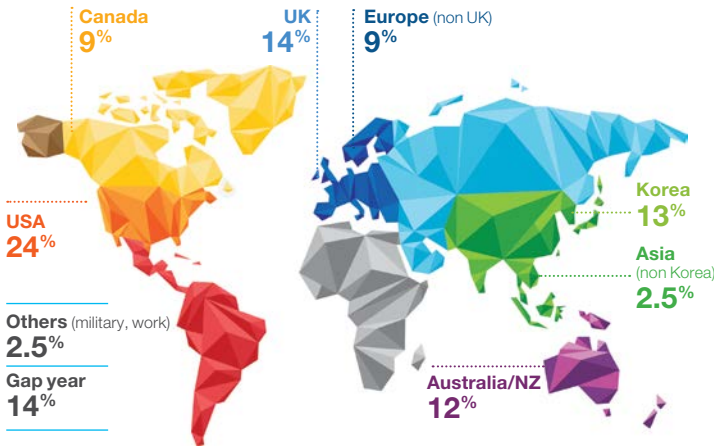 Canada
9%
UK
14%
Europe (non UK)
9%
USA
24%
Korea
13%
Asia
(non Korea)
2.5%
Others (military, work)
2.5%
Gap year
14%
Australia/NZ
12%